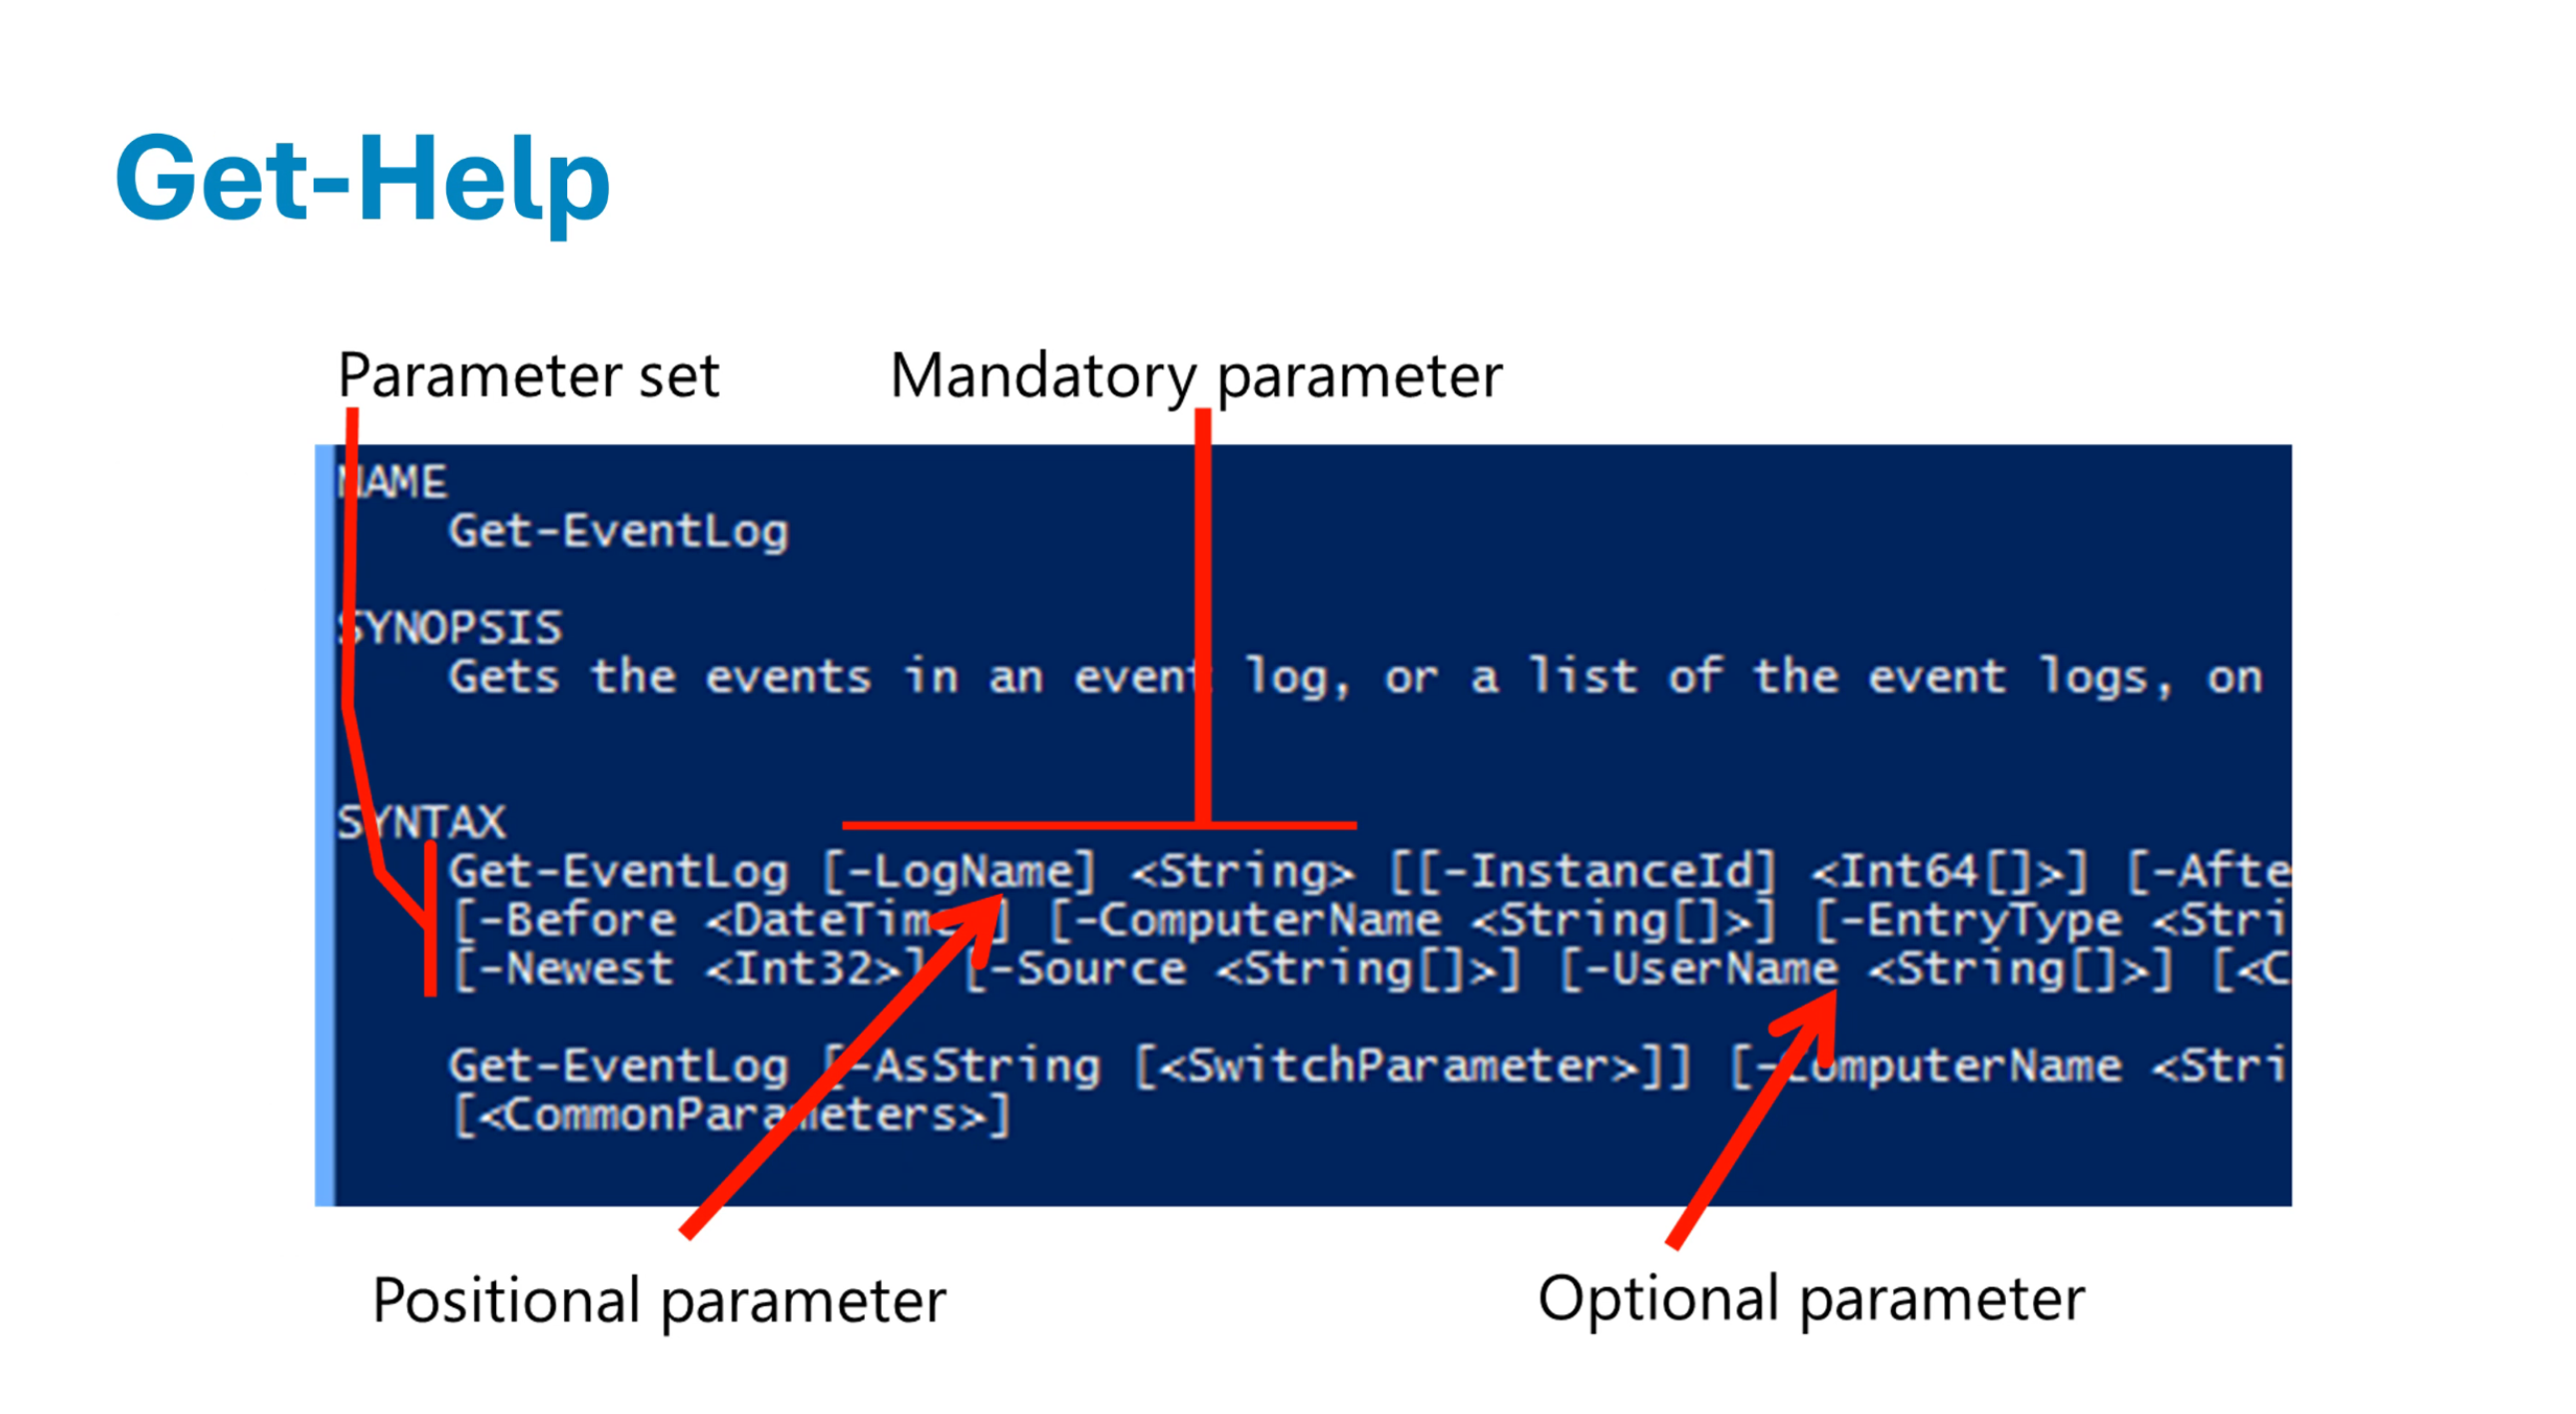 Get-Help
Parameter set
Mandatory parameter
NAME
Get-EventLog
SYNOPSIS
Gets the events in an event log, or a list of the event logs, on
SYNTAX
Get-EventLog [-LogName] <String> [[-InstanceId] <Int64[]>] [-Afte
[-Before <DateTime>] [-ComputerName <String[]>] [-EntryType <Stri
[-Newest <Int32>] [-Source <String[]>] [-UserName <String[]>] [<C
Get-EventLog [-AsString [<SwitchParameter>]] [-ComputerName <Stri
[<CommonParameters>]
Positional parameter
Optional parameter